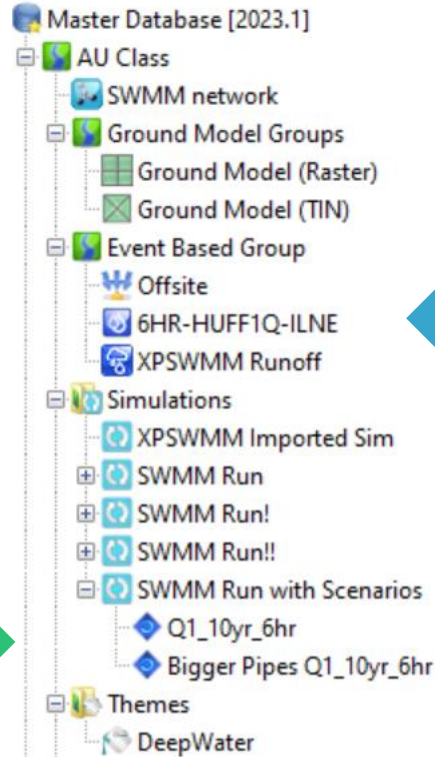 Master Database [2023.1]
AU Class
SWMM network
Ground Model Groups
Ground Model (Raster)
Ground Model (TIN)
Event Based Group
Offsite
6HR-HUFF1Q-ILNE
XPSWMM Runoff
Simulations
XPSWMM Imported Sim
SWMM Run
SWMM Run!
SWMM Run!!
SWMM Run with Scenarios
Q1_10yr_6hr
Bigger Pipes Q1_10yr_6hr
Themes
DeepWater